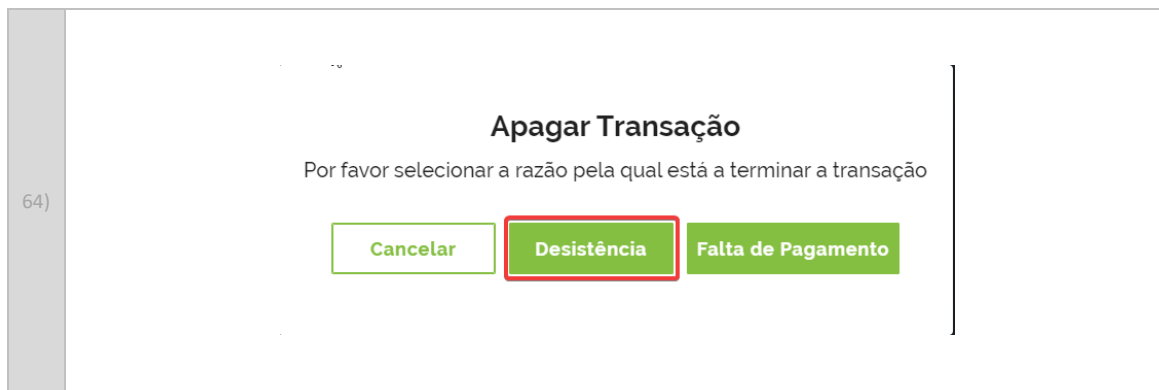 Apagar Transação
Por favor selecionar a razão pela qual está a terminar a transação
64)
Cancelar Desistência Falta de Pagamento